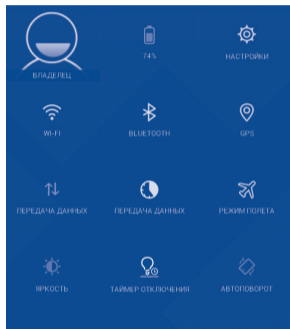 ВЛАДЕЛЕЦ
74%
НАСТРОЙКИ
WI-FI
BLUETOOTH
GPS
ПЕРЕДАЧА ДАННЫХ
ПЕРЕДАЧА ДАННЫХ
РЕЖИМ ПОЛЕТА
ЯРКОСТЬ
ТАЙМЕР ОТКЛЮЧЕНИЯ
АВТОПОВОРОТ